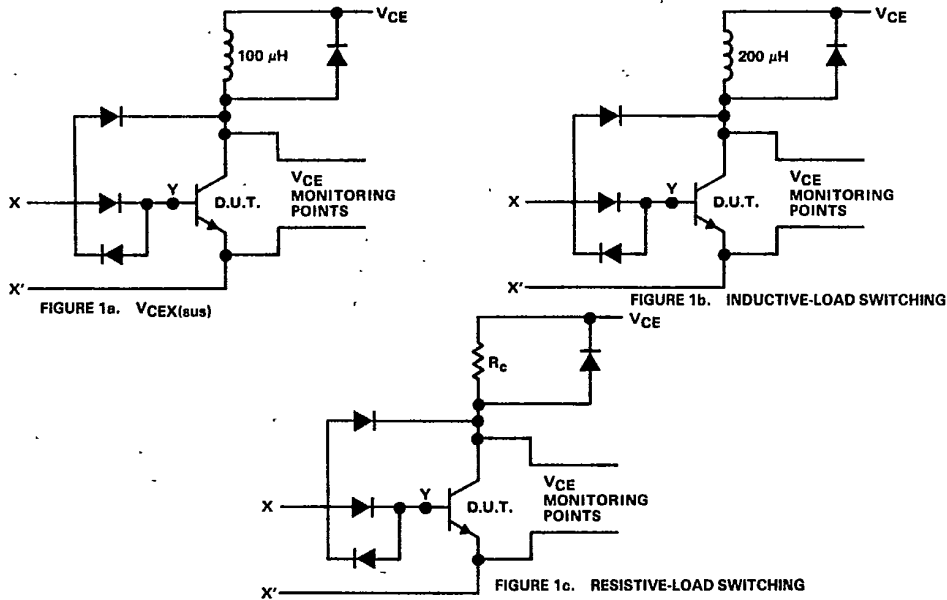 VCE
100 μH
Y
X
D.U.T.
VCE
MONITORING
POINTS
X'
FIGURE 1a. VCEX(sus)
VCE
200 μH
Y
X
D.U.T.
VCE
MONITORING
POINTS
X'
FIGURE 1b. INDUCTIVE-LOAD SWITCHING
VCE
Rc
Y
X
D.U.T.
VCE
MONITORING
POINTS
X'
FIGURE 1c. RESISTIVE-LOAD SWITCHING